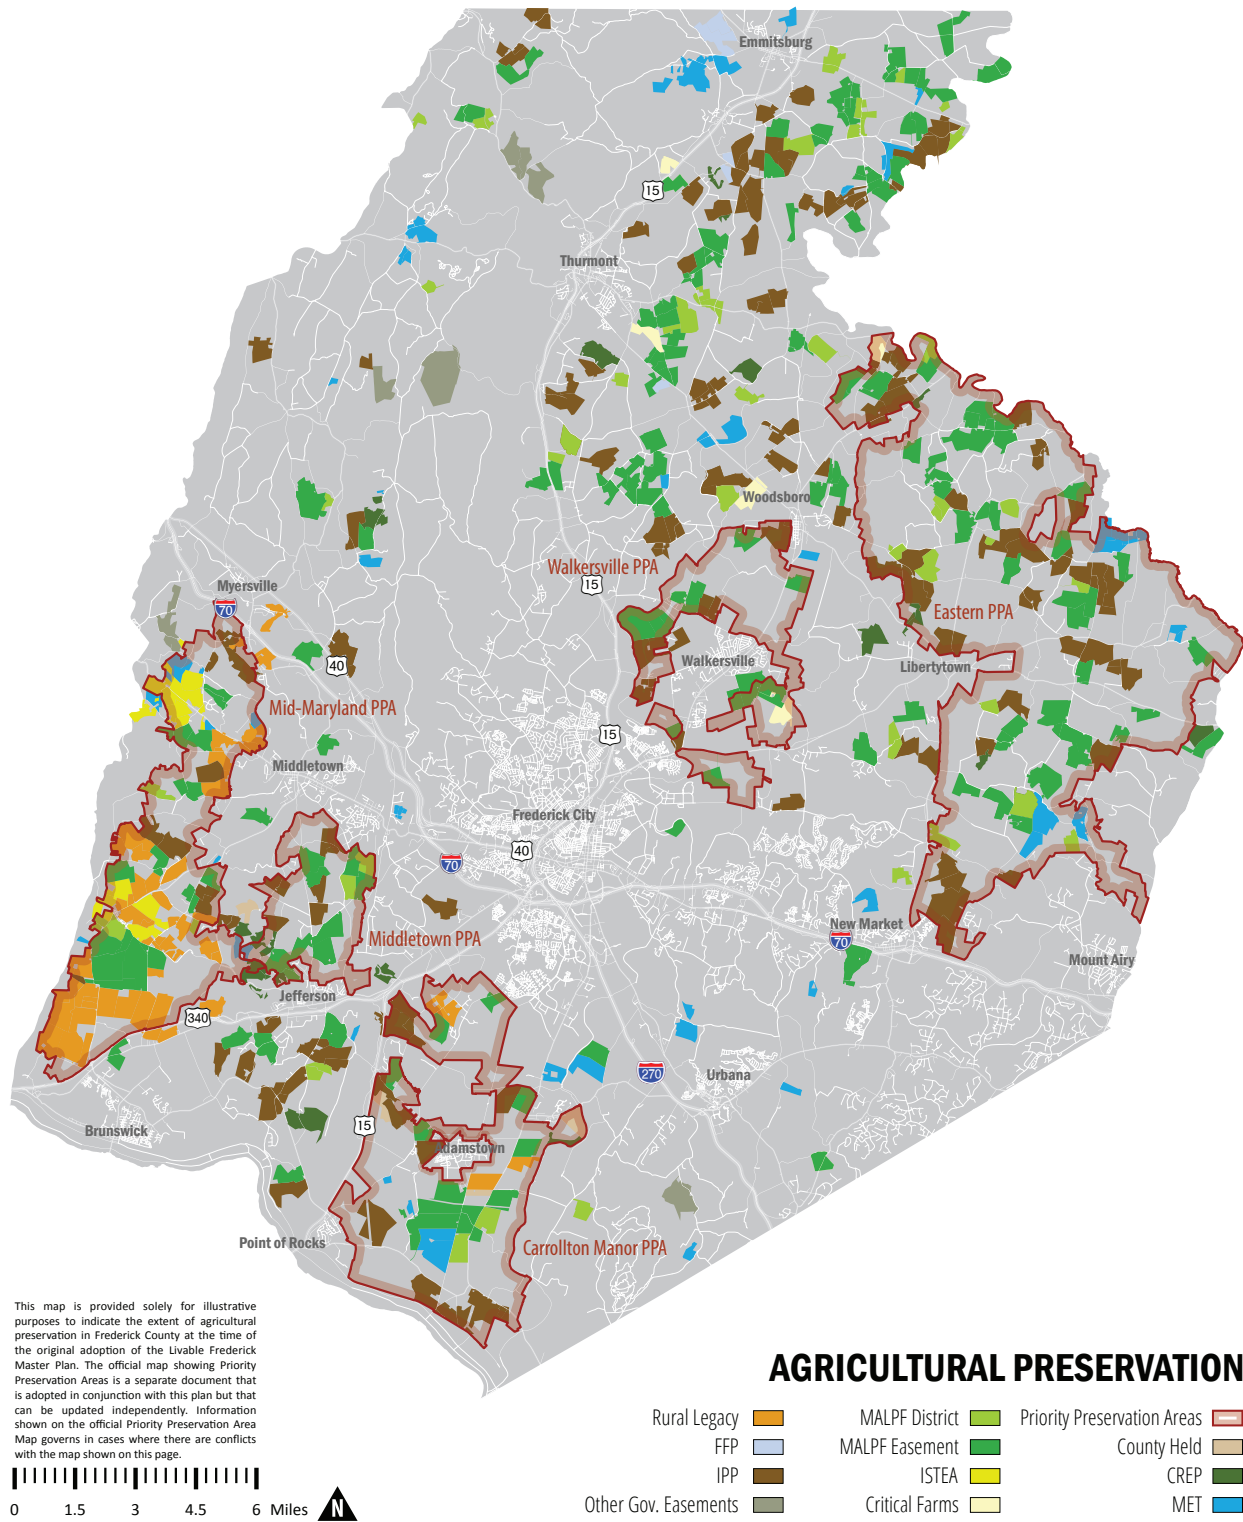 Emmitsburg
15
Thurmont
Woodsboro
Walkersville PPA
15
Myersville
70
Eastern PPA
40
Walkersville
Libertytown
Mid-Maryland PPA
15
Middletown
Frederick City
40
70
New Market
70
Middletown PPA
Mount Airy
Jefferson
340
270
Urbana
Brunswick
15
Adamstown
Point of Rocks
Carrollton Manor PPA
This map is provided solely for illustrative
purposes to indicate the extent of agricultural
preservation in Frederick County at the time of
the original adoption of the Livable Frederick
Master Plan. The official map showing Priority
Preservation Areas is a separate document that
is adopted in conjunction with this plan but that
can be updated independently. Information
shown on the official Priority Preservation Area
Map governs in cases where there are conflicts
with the map shown on this page.
0 1.5 3 4.5 6 Miles
N
AGRICULTURAL PRESERVATION
Rural Legacy
FFP
IPP
Other Gov. Easements
MALPF District
MALPF Easement
ISTEA
Critical Farms
Priority Preservation Areas
County Held
CREP
MET